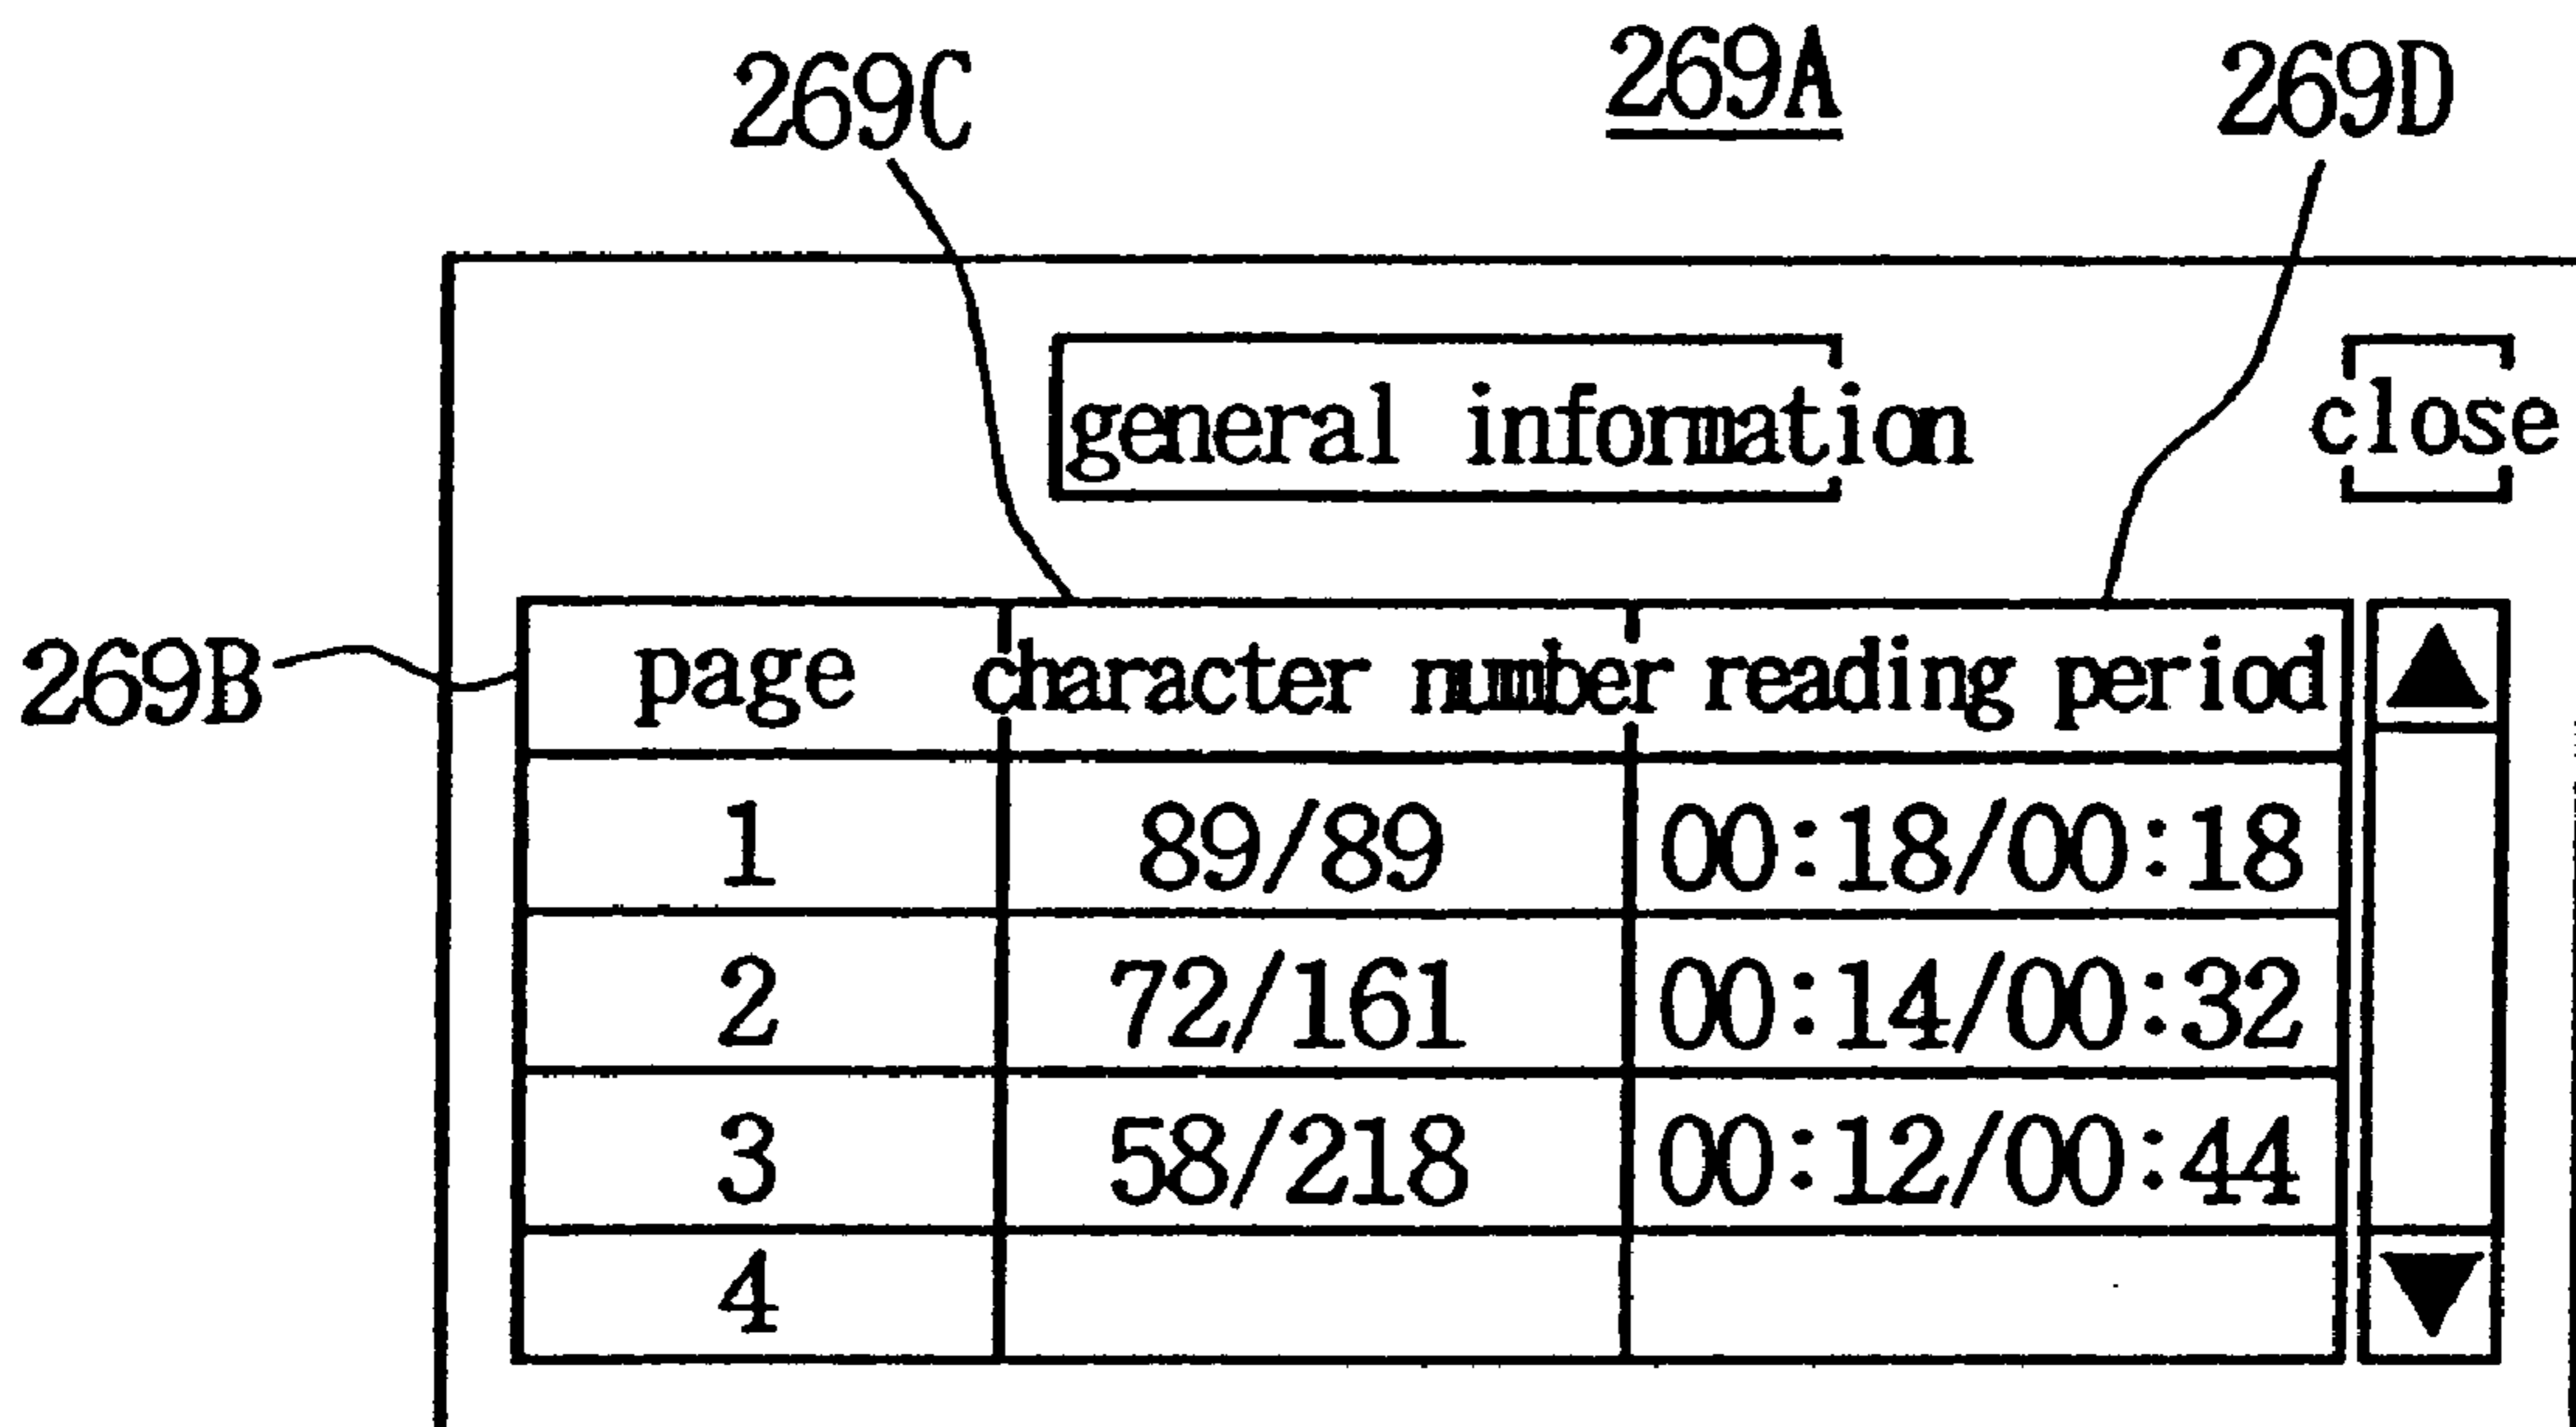 269C 269A 269D
general information close
269B page character number reading period
1 89/89 00:18/00:18
2 72/161 00:14/00:32
3 58/218 00:12/00:44
4